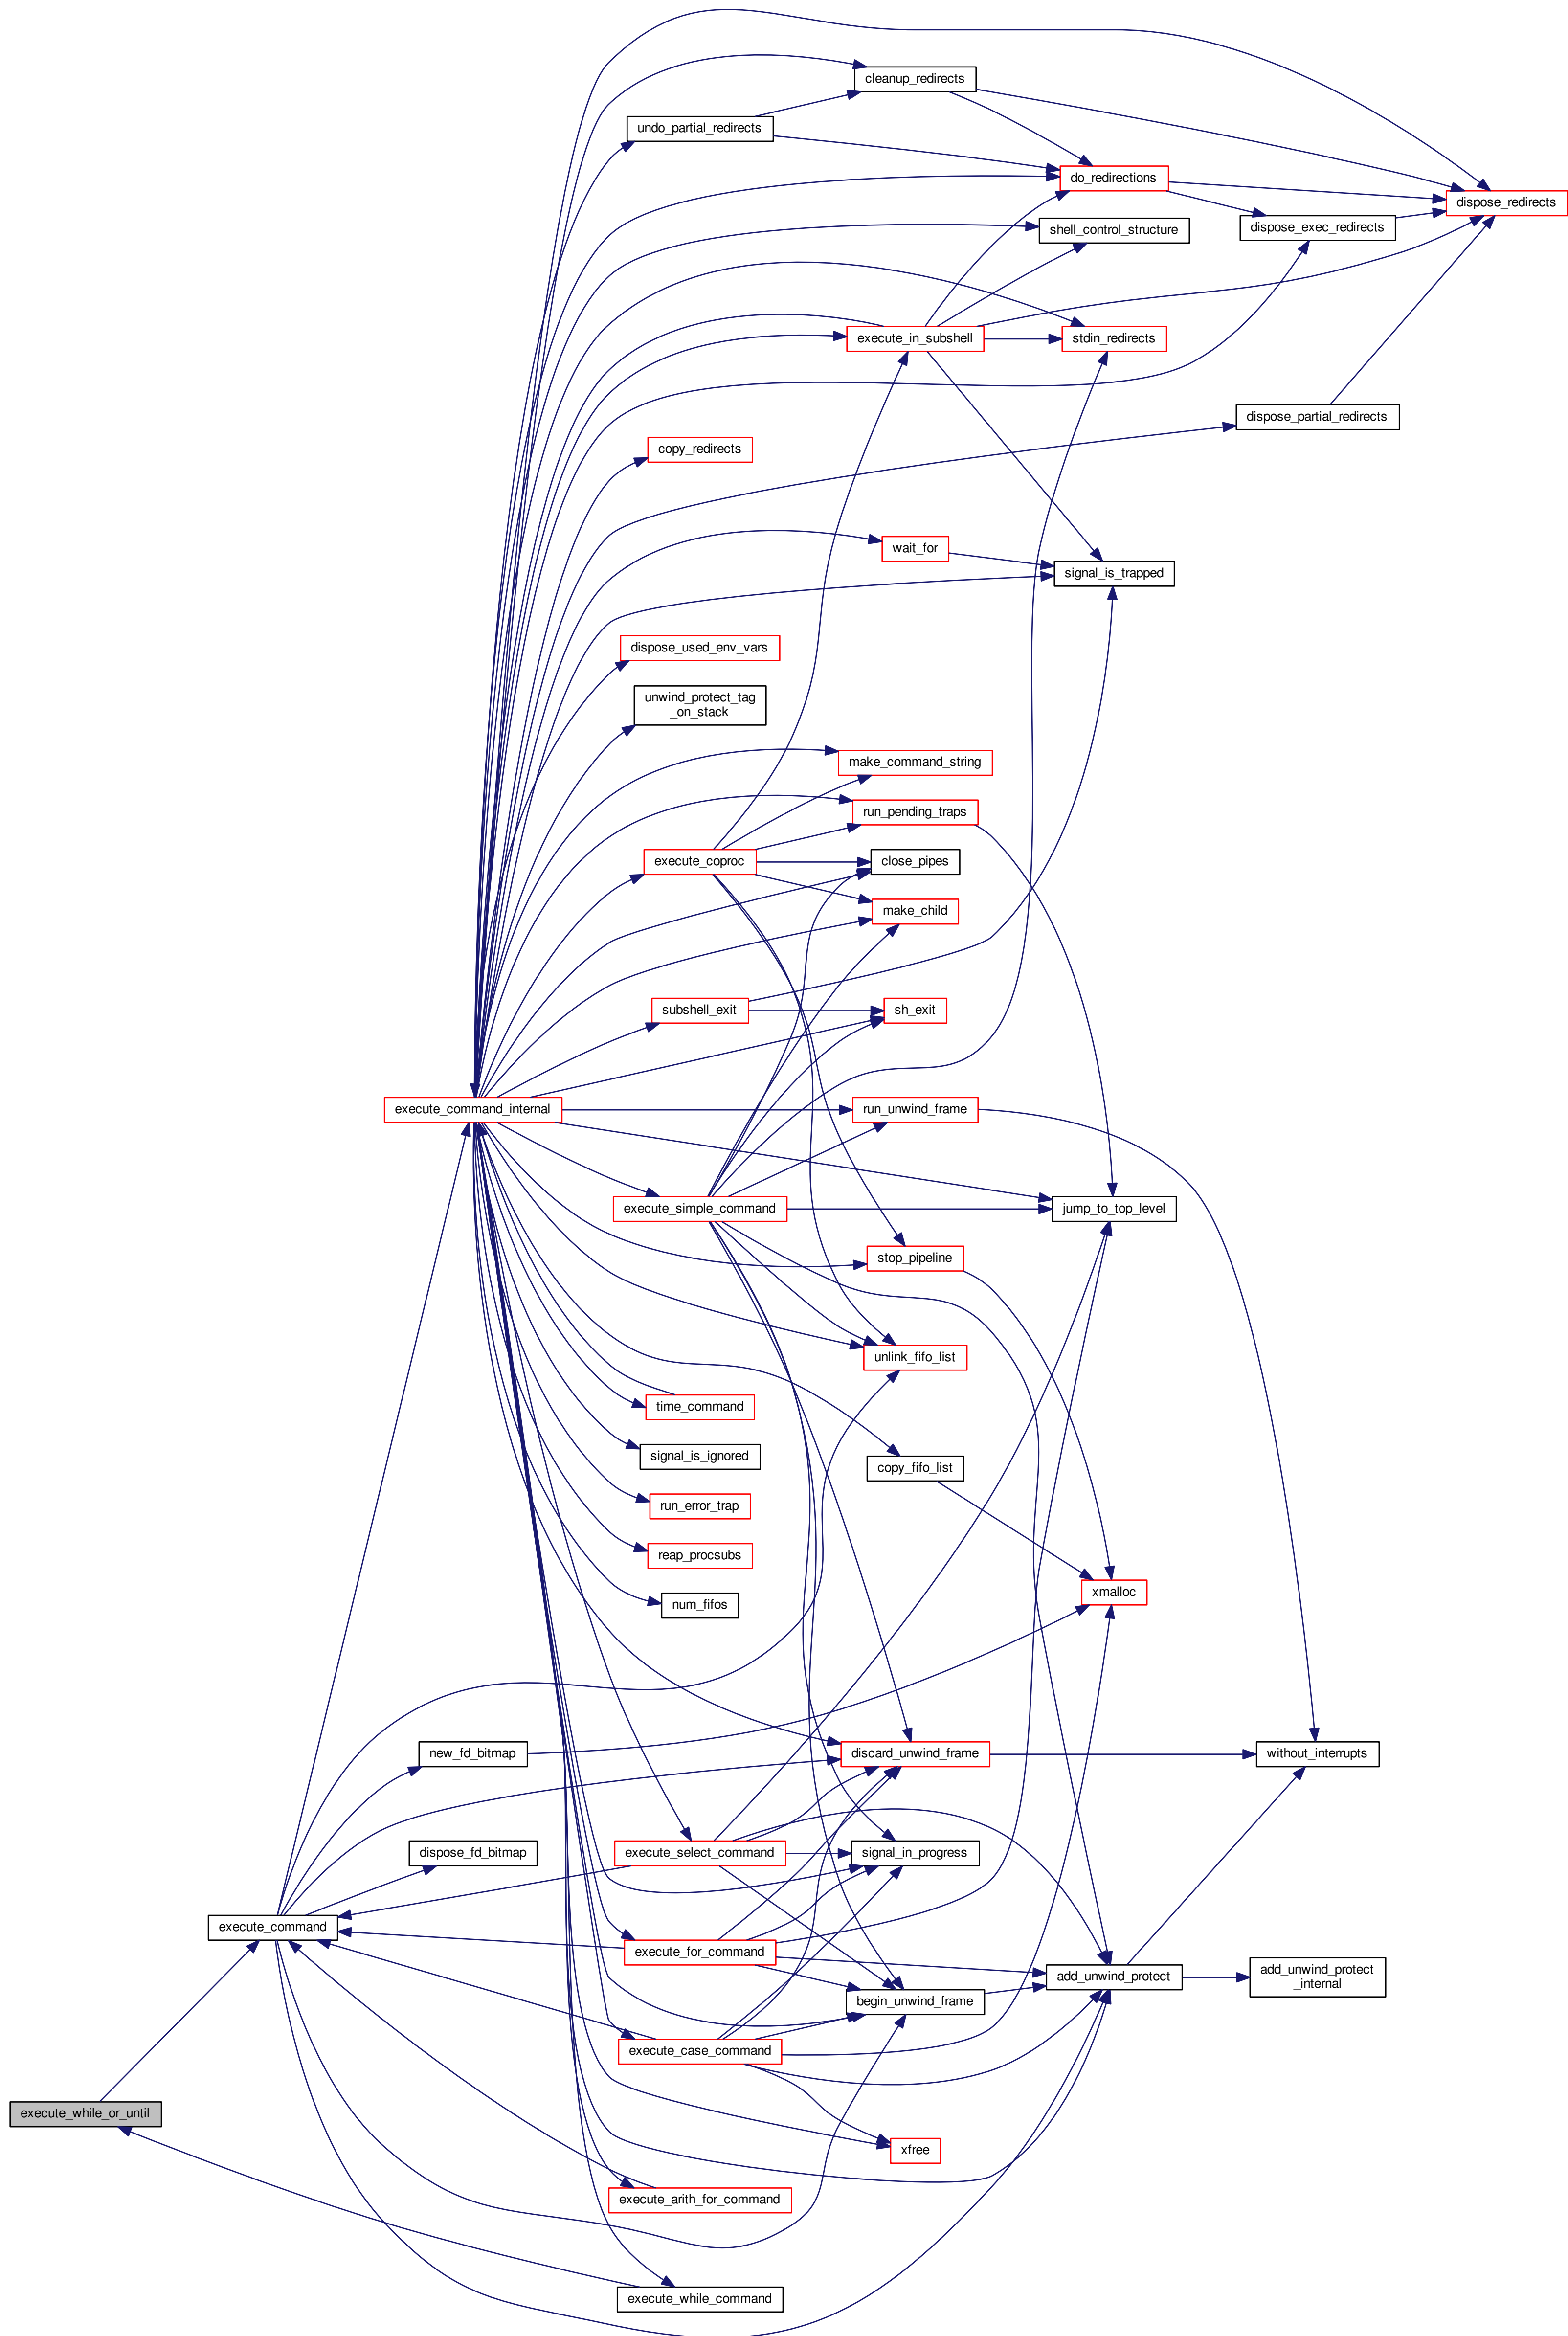 cleanup_redirects
undo_partial_redirects
do_redirections
dispose_redirects
shell_control_structure
dispose_exec_redirects
execute_in_subshell
stdin_redirects
dispose_partial_redirects
copy_redirects
wait_for
signal_is_trapped
dispose_used_env_vars
unwind_protect_tag
_on_stack
make_command_string
run_pending_traps
execute_coproc
close_pipes
make_child
subshell_exit
sh_exit
execute_command_internal
run_unwind_frame
execute_simple_command
jump_to_top_level
stop_pipeline
unlink_fifo_list
time_command
signal_is_ignored
copy_fifo_list
run_error_trap
reap_procsubs
xmalloc
num_fifos
new_fd_bitmap
discard_unwind_frame
without_interrupts
dispose_fd_bitmap
execute_select_command
signal_in_progress
execute_command
execute_for_command
add_unwind_protect
add_unwind_protect
_internal
begin_unwind_frame
execute_case_command
execute_while_or_until
xfree
execute_arith_for_command
execute_while_command